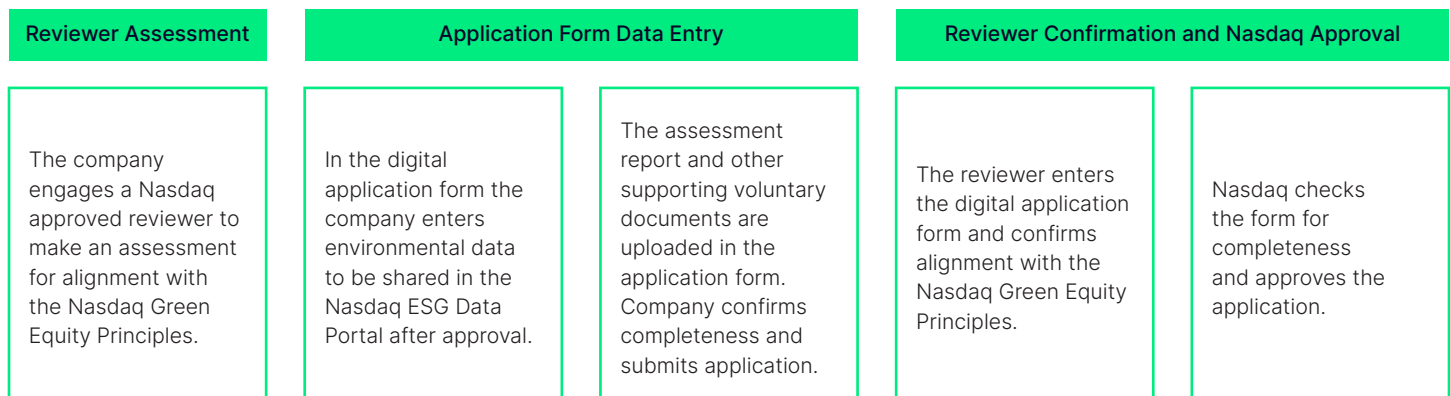 Reviewer Assessment
Application Form Data Entry
Reviewer Confirmation and Nasdaq Approval
The company
engages a Nasdaq
approved reviewer to
make an assessment
for alignment with
the Nasdaq Green
Equity Principles.
In the digital
application form the
company enters
environmental data
to be shared in the
Nasdaq ESG Data
Portal after approval.
The assessment
report and other
supporting voluntary
documents are
uploaded in the
application form.
Company confirms
completeness and
submits application.
The reviewer enters
the digital application
form and confirms
alignment with the
Nasdaq Green Equity
Principles.
Nasdaq checks
the form for
completeness
and approves the
application.